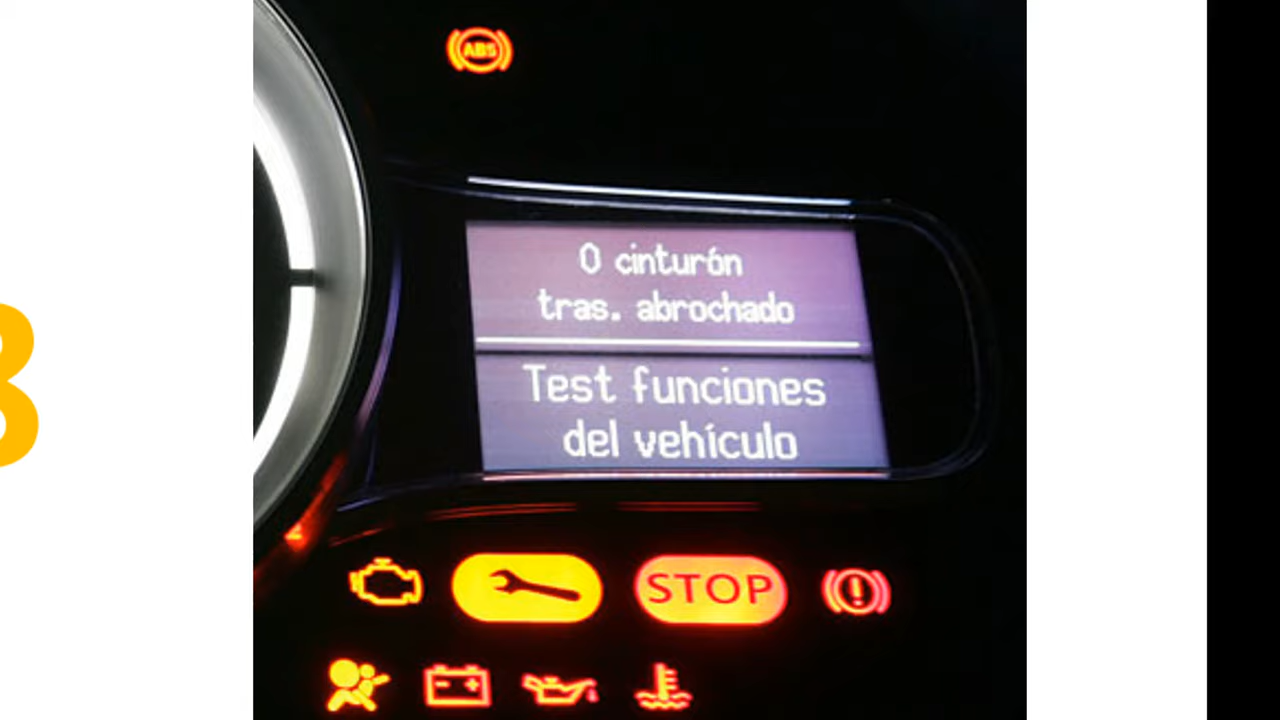 ABS
0 cinturón
tras. abrochado
Test funciones
del vehículo
STOP